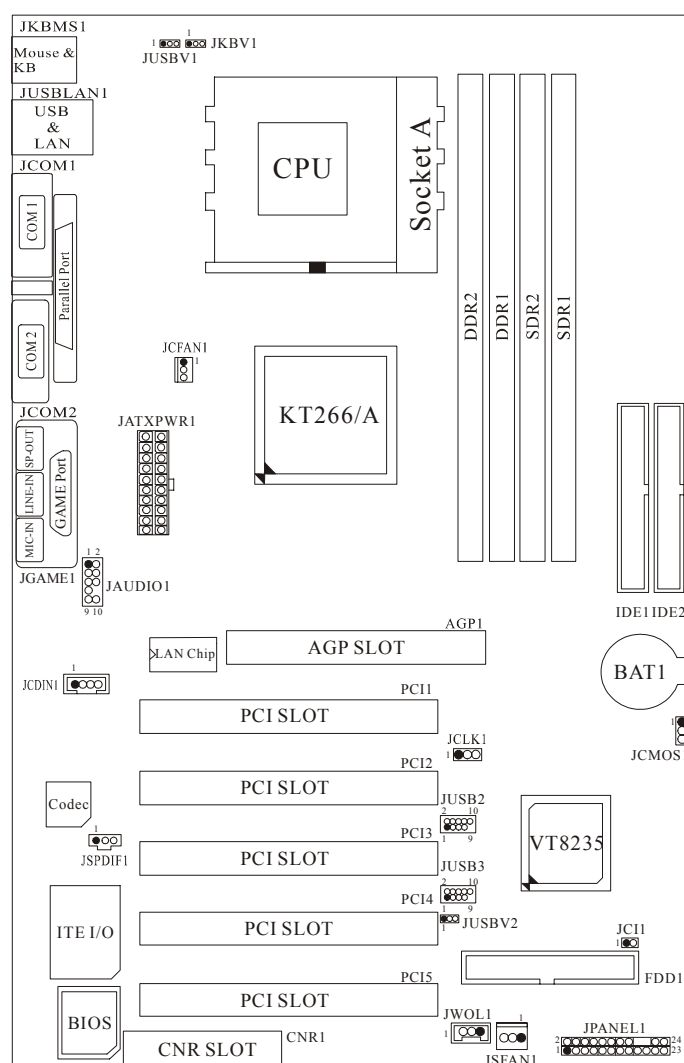 JKBMS1
Mouse &
KB
1
JUSBV1
1
JKBV1
JUSBLAN1
USB
&
LAN
JCOM1
COM 1
Parallel Port
COM 2
JCOM2
CPU
Socket A
DDR2
DDR1
SDR2
SDR1
JCFAN1
1
KT266/A
JATXPWR1
SP-OUT
LINE-IN
MIC-IN
GAME Port
JGAME1
1 2
JAUDIO1
9 10
IDE1 IDE2
AGP1
LAN Chip
AGP SLOT
BAT1
1
JCDIN1
PCI1
PCI SLOT
JCLK1
1
1
JCMOS1
PCI2
PCI SLOT
Codec
JUSB2
2 10
1 9
VT8235
1
JSPDIF1
PCI3
PCI SLOT
JUSB3
2 10
1 9
PCI4
PCI SLOT
1
JUSBV2
ITE I/O
JCI1
1
FDD1
PCI5
PCI SLOT
BIOS
CNR1
CNR SLOT
JWOL1
1
1
JSFAN1
JPANEL1
2 24
1 23